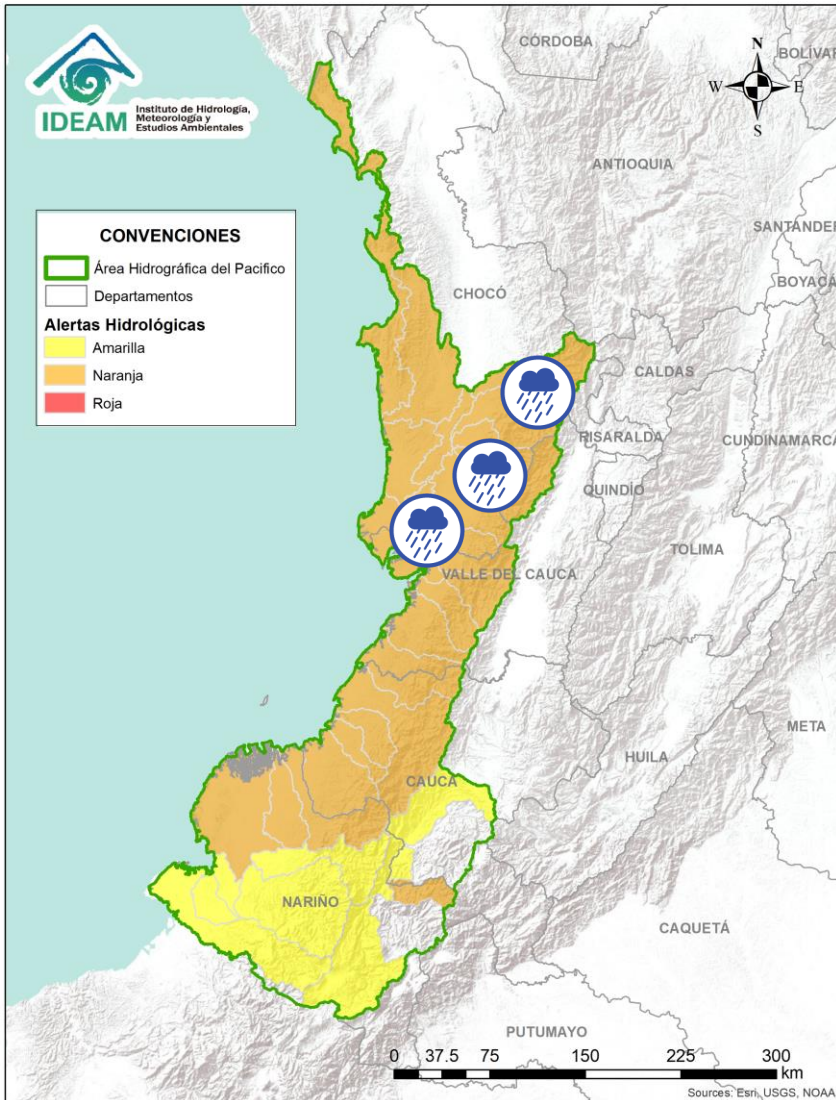 IDEAM
Instituto de Hidrología,
Meteorología y
Estudios Ambientales
CÓRDOBA
BOLÍVAR
N
W
E
S
ANTIOQUIA
SANTANDER
BOYACÁ
CONVENCIONES
Área Hidrográfica del Pacifico
Departamentos
Alertas Hidrológicas
Amarilla
Naranja
Roja
CHOCÓ
CALDAS
RISARALDA
CUNDINAMARCA
QUINDÍO
TOLIMA
VALLE DEL CAUCA
META
HUILA
CAUCA
NARIÑO
CAQUETÁ
PUTUMAYO
0 37.5 75 150 225 300
km
Sources: Esri, USGS, NOAA